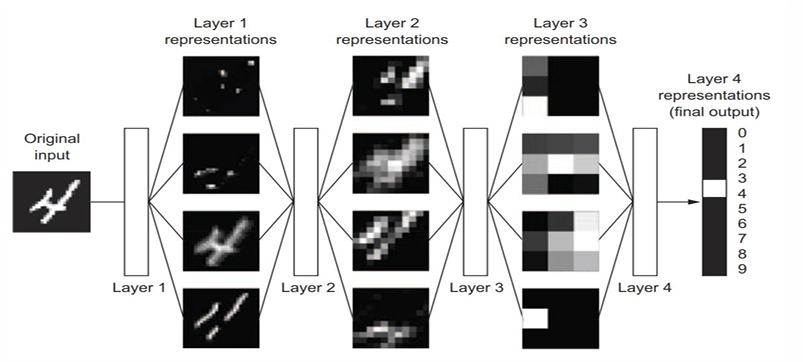 Layer 1
representations
Layer 2
representations
Layer 3
representations
Layer 4
representations
(final output)
Original
input
0
1
2
3
4
5
6
7
8
9
Layer 1
Layer 2
Layer 3
Layer 4